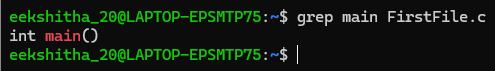 eekshitha_20@LAPTOP-EPSMTP75:~$ grep main FirstFile.c
int main()
eekshitha_20@LAPTOP-EPSMTP75:~$